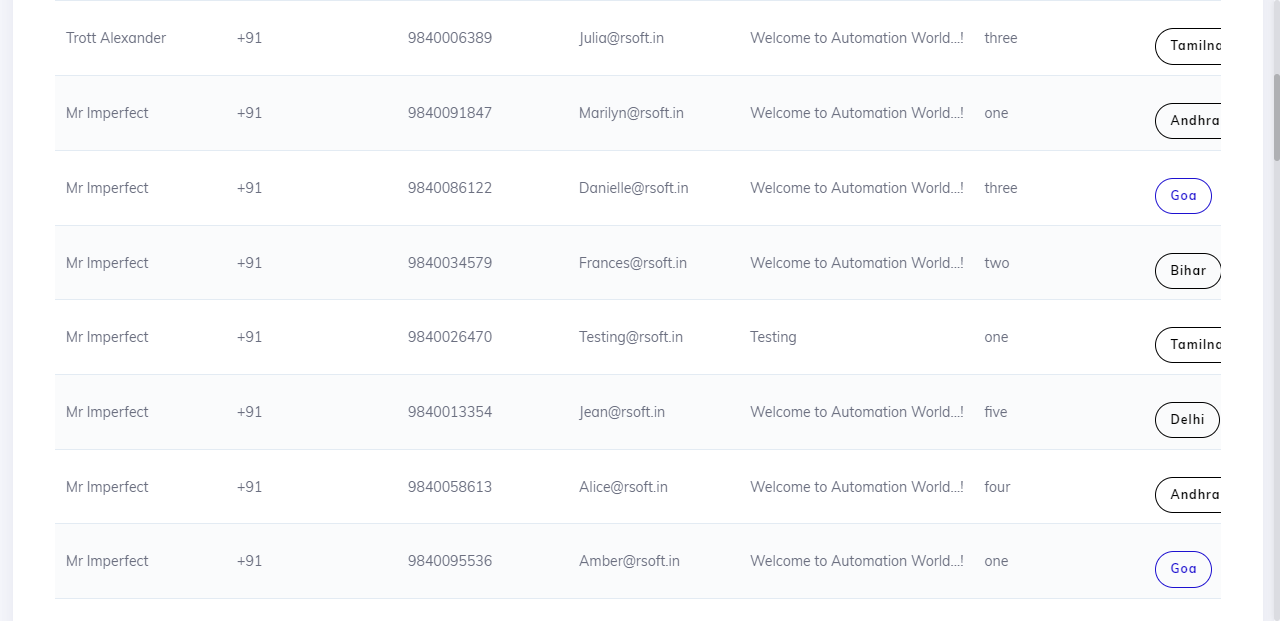 Trott Alexander +91 9840006389 Julia@rsoft.in Welcome to Automation World...! three Tamilna
Mr Imperfect +91 9840091847 Marilyn@rsoft.in Welcome to Automation World...! one Andhra
Mr Imperfect +91 9840086122 Danielle@rsoft.in Welcome to Automation World...! three Goa
Mr Imperfect +91 9840034579 Frances@rsoft.in Welcome to Automation World...! two Bihar
Mr Imperfect +91 9840026470 Testing@rsoft.in Testing one Tamilna
Mr Imperfect +91 9840013354 Jean@rsoft.in Welcome to Automation World...! five Delhi
Mr Imperfect +91 9840058613 Alice@rsoft.in Welcome to Automation World...! four Andhra
Mr Imperfect +91 9840095536 Amber@rsoft.in Welcome to Automation World...! one Goa